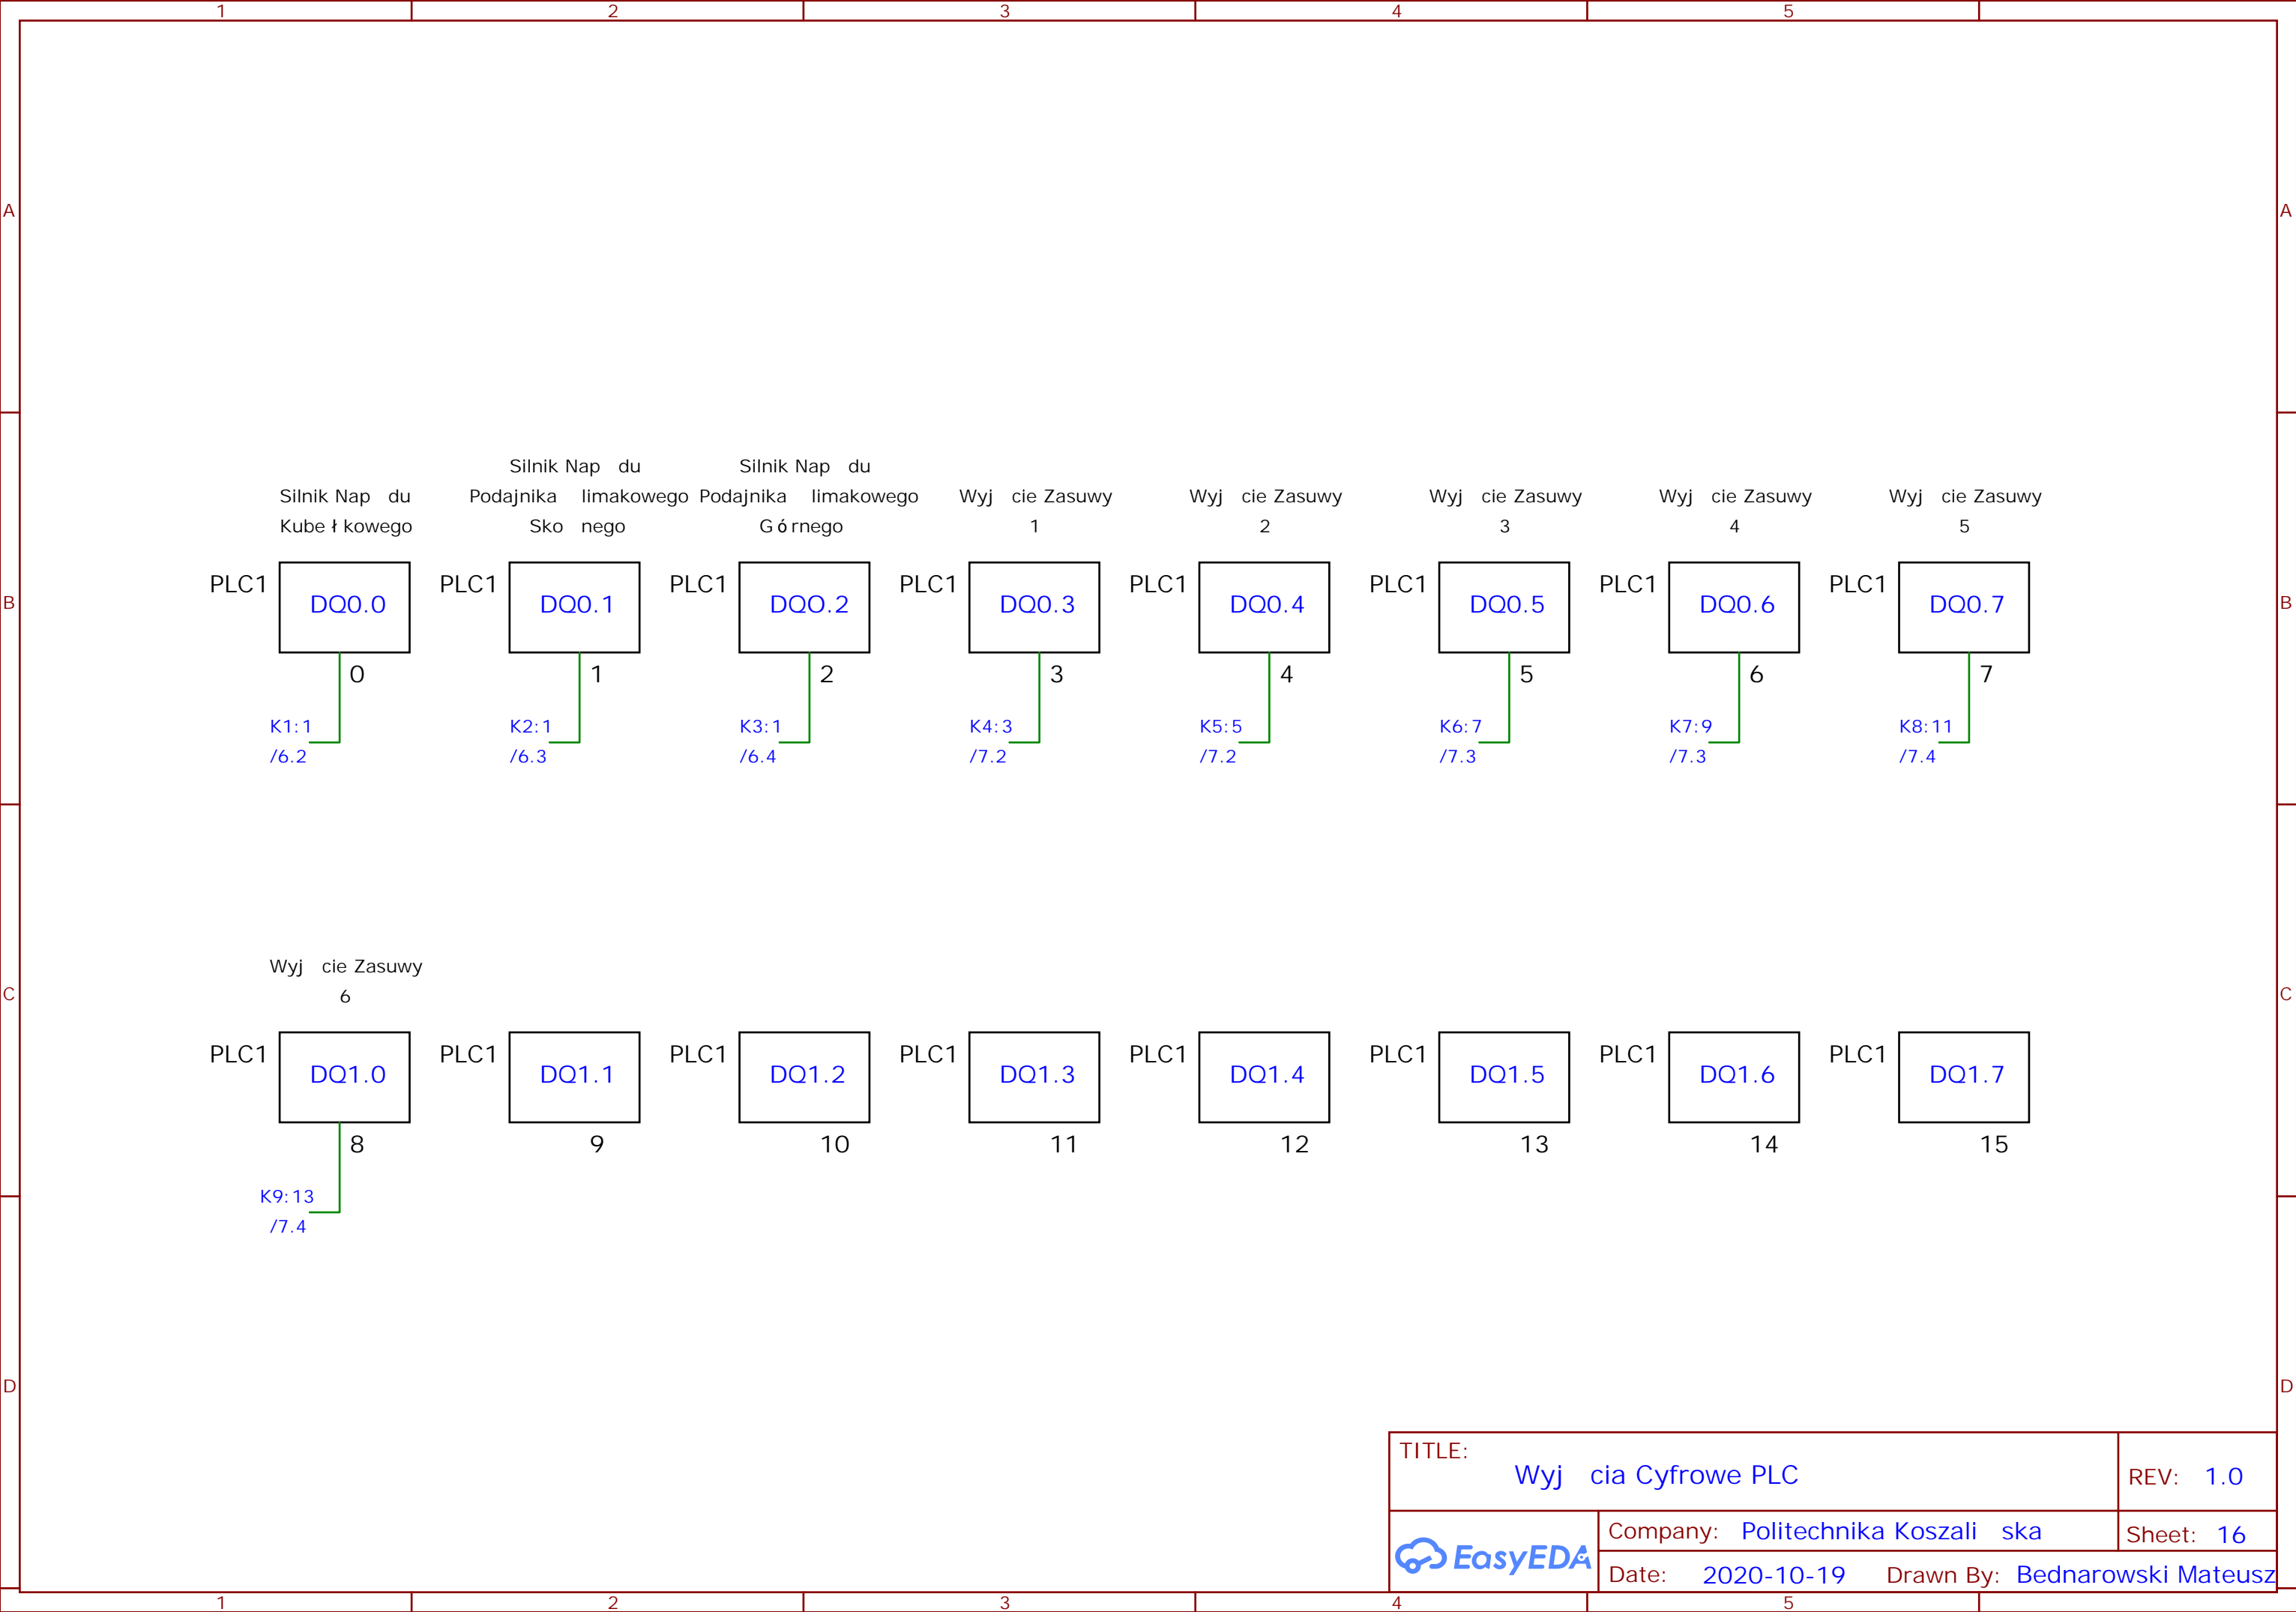 1 2 3 4 5
A A
Silnik Nap du
Kube ł kowego
Silnik Nap du
Podajnika limakowego
Sko nego
Silnik Nap du
Podajnika limakowego
G ó rnego
Wyj cie Zasuwy
1
Wyj cie Zasuwy
2
Wyj cie Zasuwy
3
Wyj cie Zasuwy
4
Wyj cie Zasuwy
5
B B
PLC1 DQ0.0 PLC1 DQ0.1 PLC1 DQO.2 PLC1 DQ0.3 PLC1 DQ0.4 PLC1 DQ0.5 PLC1 DQ0.6 PLC1 DQ0.7
0 1 2 3 4 5 6 7
K1:1 K2:1 K3:1 K4:3 K5:5 K6:7 K7:9 K8:11
/6.2 /6.3 /6.4 /7.2 /7.2 /7.3 /7.3 /7.4
Wyj cie Zasuwy
6
C C
PLC1 DQ1.0 PLC1 DQ1.1 PLC1 DQ1.2 PLC1 DQ1.3 PLC1 DQ1.4 PLC1 DQ1.5 PLC1 DQ1.6 PLC1 DQ1.7
8 9 10 11 12 13 14 15
K9:13
/7.4
D D
TITLE:
Wyj cia Cyfrowe PLC
REV: 1.0
EasyEDA
Company: Politechnika Koszali ska
Sheet: 16
Date: 2020-10-19 Drawn By: Bednarowski Mateusz
1 2 3 4 5